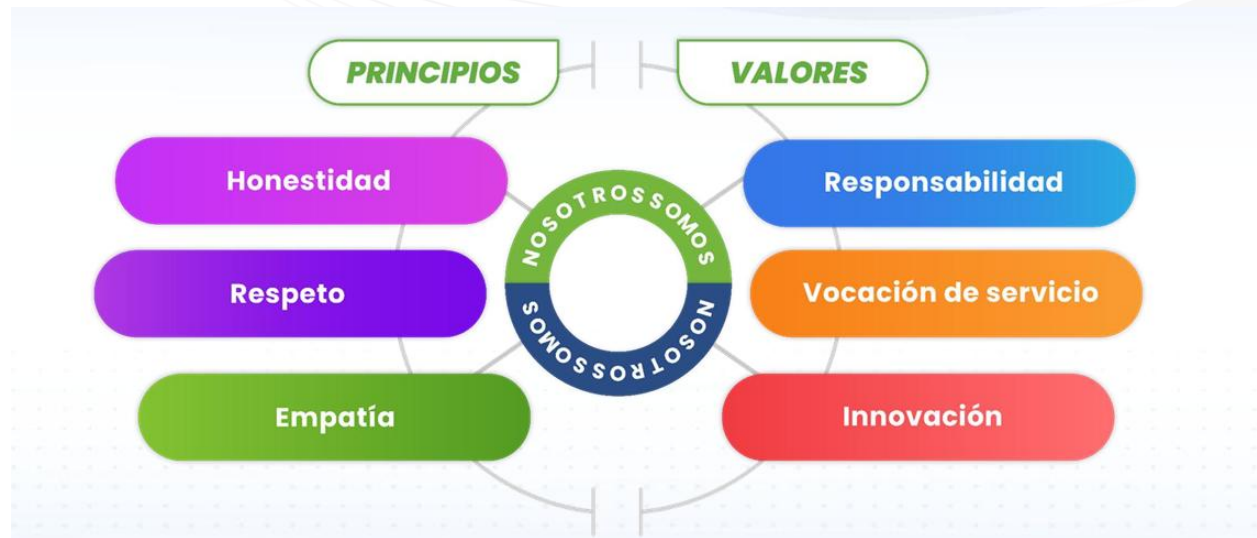 PRINCIPIOS
Honestidad
Respeto
Empatía
NOSOTROSSOMOS
NOSOTROSSOMOS
VALORES
Responsabilidad
Vocación de servicio
Innovación